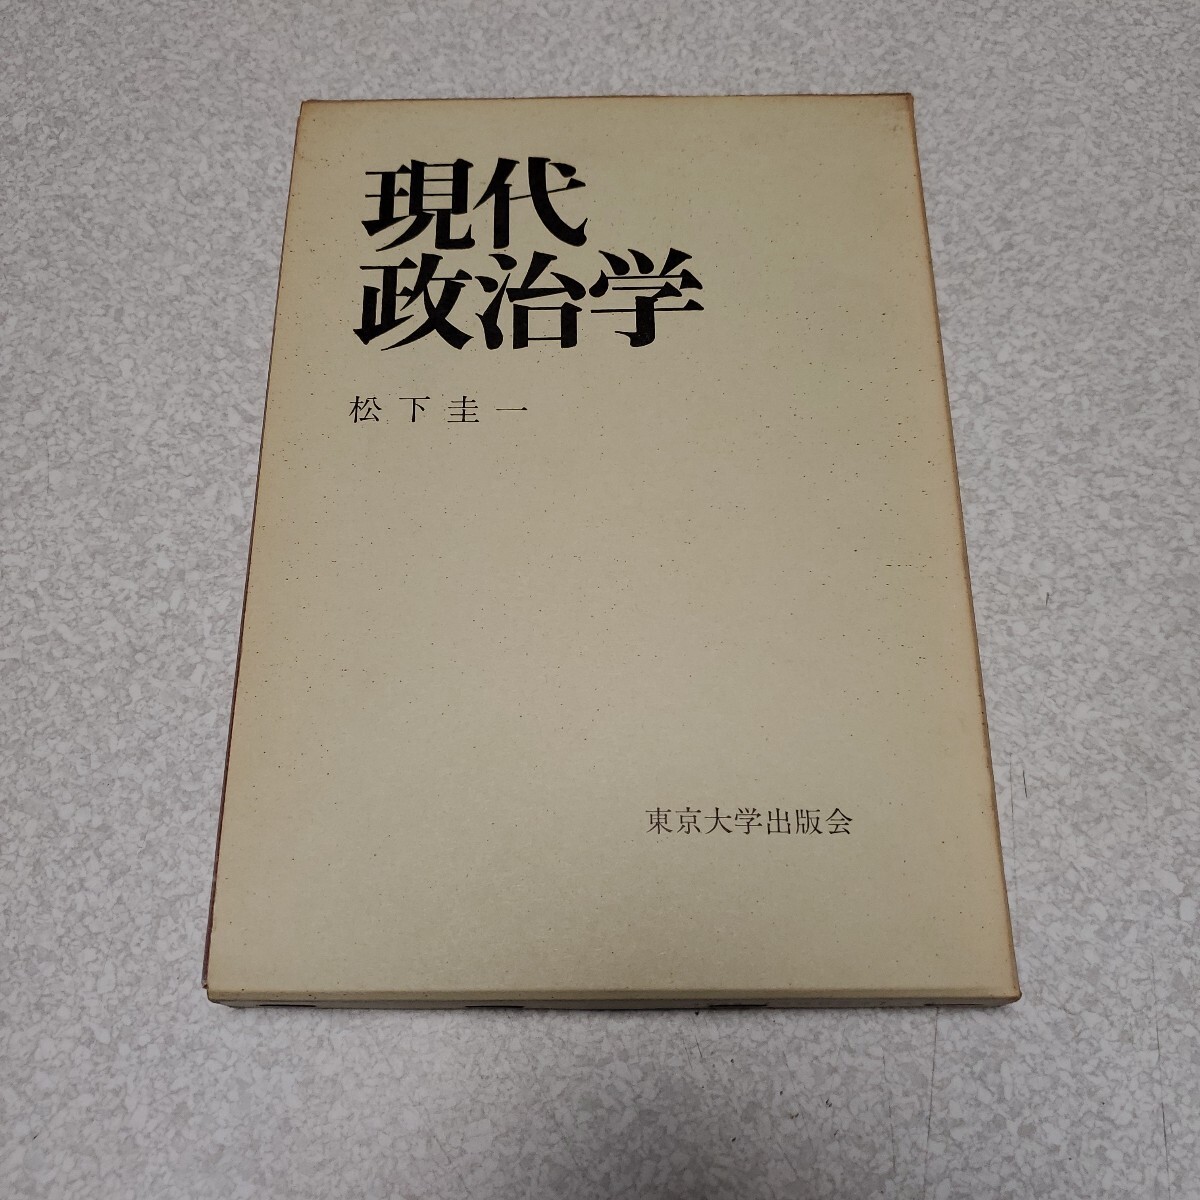 現代
政治学
松下圭一
東京大学出版会